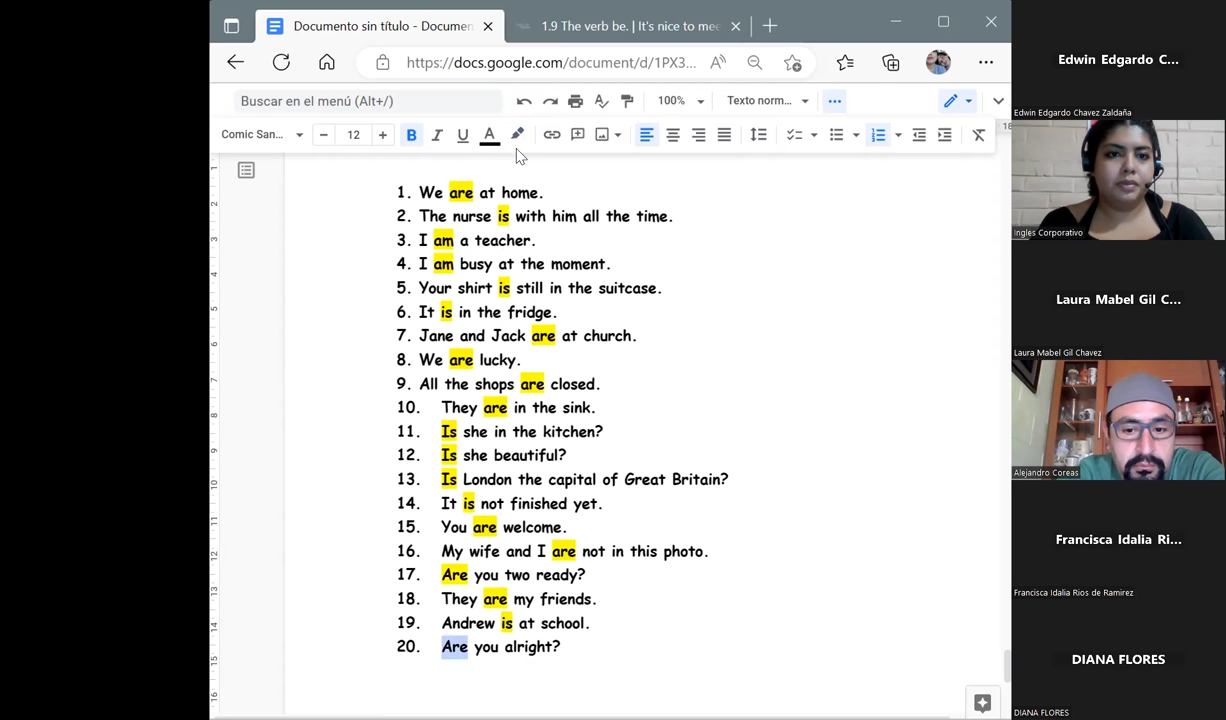 Documento sin título - Documen
1.9 The verb be. | It's nice to mee
https://docs.google.com/document/d/1PX3...
Buscar en el menú (Alt+/)
100%
Texto norm...
Comic San...
12
18
1. We are at home.
2. The nurse is with him all the time.
3. I am a teacher.
4. I am busy at the moment.
5. Your shirt is still in the suitcase.
6. It is in the fridge.
7. Jane and Jack are at church.
8. We are lucky.
9. All the shops are closed.
10. They are in the sink.
11. Is she in the kitchen?
12. Is she beautiful?
13. Is London the capital of Great Britain?
14. It is not finished yet.
15. You are welcome.
16. My wife and I are not in this photo.
17. Are you two ready?
18. They are my friends.
19. Andrew is at school.
20. Are you alright?
Edwin Edgardo C...
Edwin Edgardo Chavez Zaldaña
Ingles Corporativo
Laura Mabel Gil C...
Laura Mabel Gil Chavez
Alejandro Coreas
Francisca Idalia Ri...
Francisca Idalia Rios de Ramirez
DIANA FLORES
DIANA FLORES